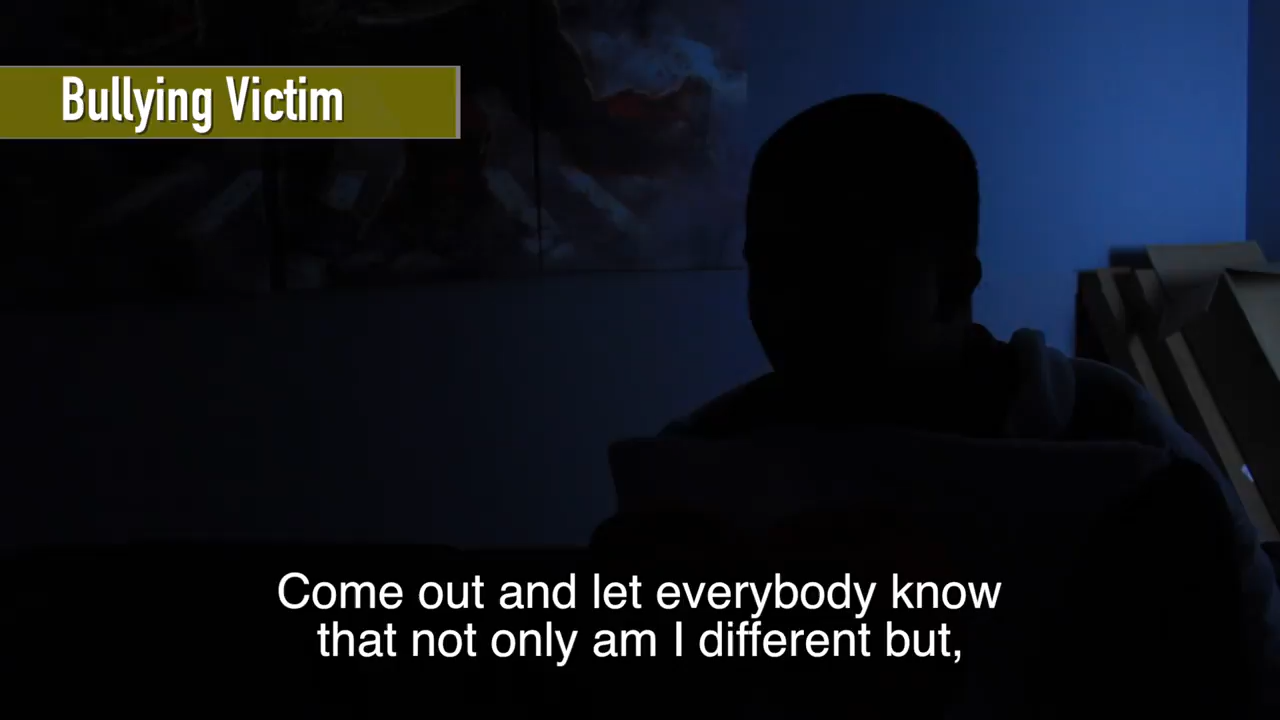 Bullying Victim
Come out and let everybody know
that not only am I different but,